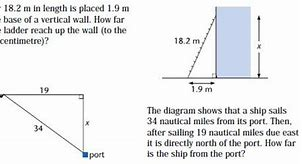 18.2 m in length is placed 1.9 m
base of a vertical wall. How far
ladder reach up the wall (to the
centimetre)?
18.2 m
x
1.9 m
19
34
x
port
The diagram shows that a ship sails
34 nautical miles from its port. Then,
after sailing 19 nautical miles due east
it is directly north of the port. How far
is the ship from the port?